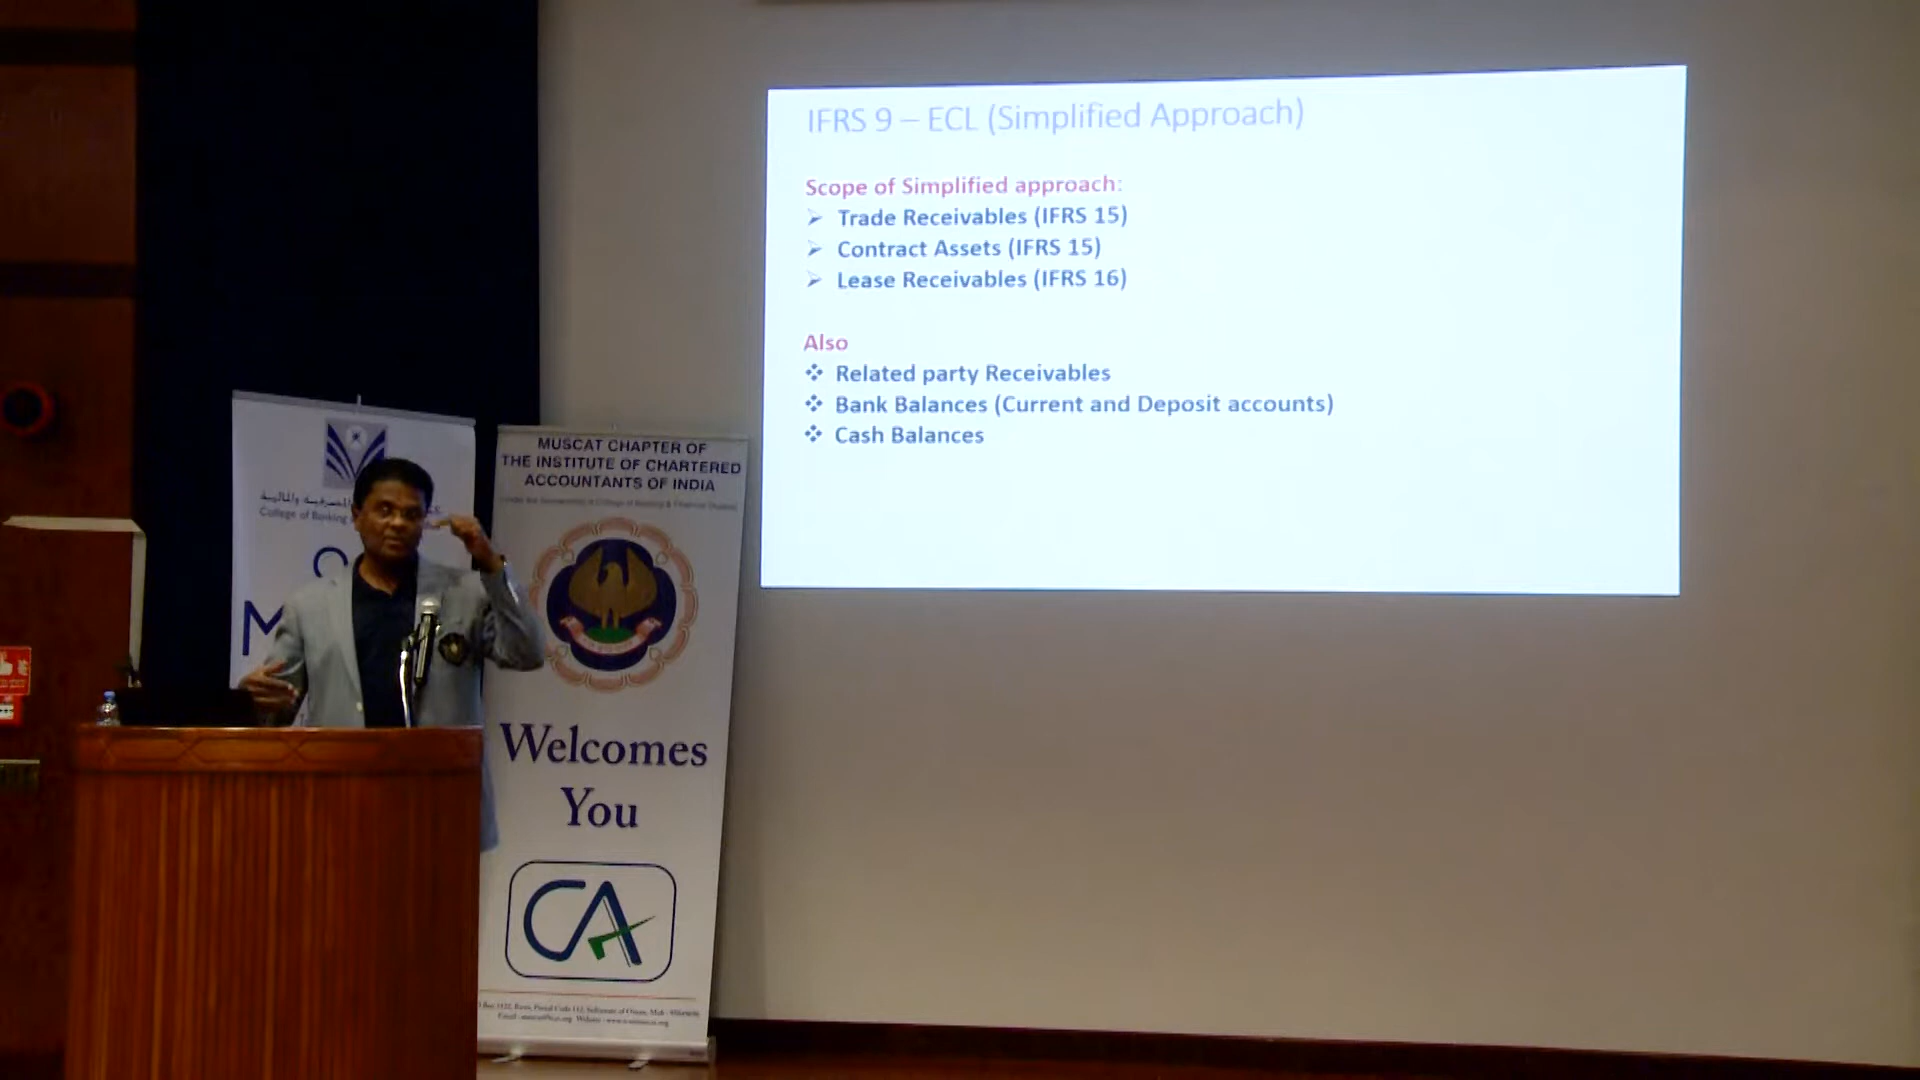 IFRS 9 – ECL (Simplified Approach)
Scope of Simplified approach:
Trade Receivables (IFRS 15)
Contract Assets (IFRS 15)
Lease Receivables (IFRS 16)
Also
Related party Receivables
Bank Balances (Current and Deposit accounts)
Cash Balances
College of Banking
M
MUSCAT CHAPTER OF
THE INSTITUTE OF CHARTERED
ACCOUNTANTS OF INDIA
Welcomes
You
CA